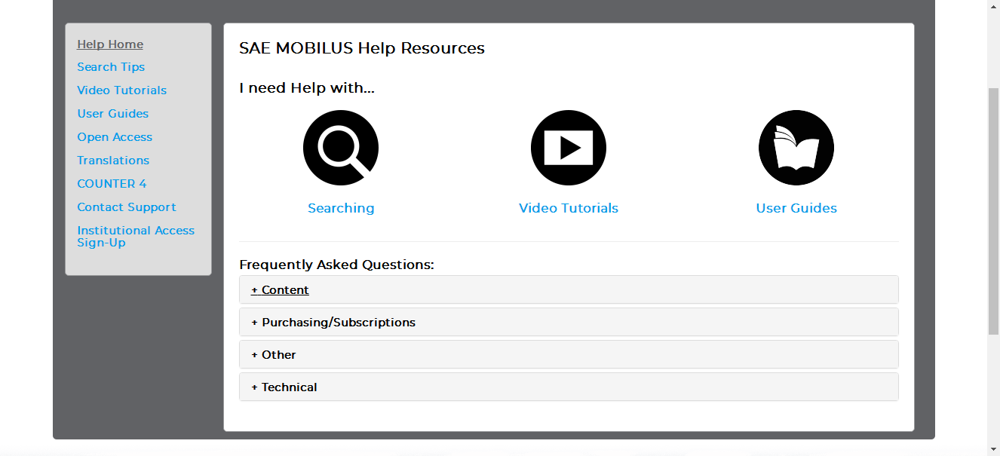 Help Home
Search Tips
Video Tutorials
User Guides
Open Access
Translations
COUNTER 4
Contact Support
Institutional Access
Sign-Up
SAE MOBILUS Help Resources
I need Help with...
Searching
Video Tutorials
User Guides
Frequently Asked Questions:
+ Content
+ Purchasing/Subscriptions
+ Other
+ Technical